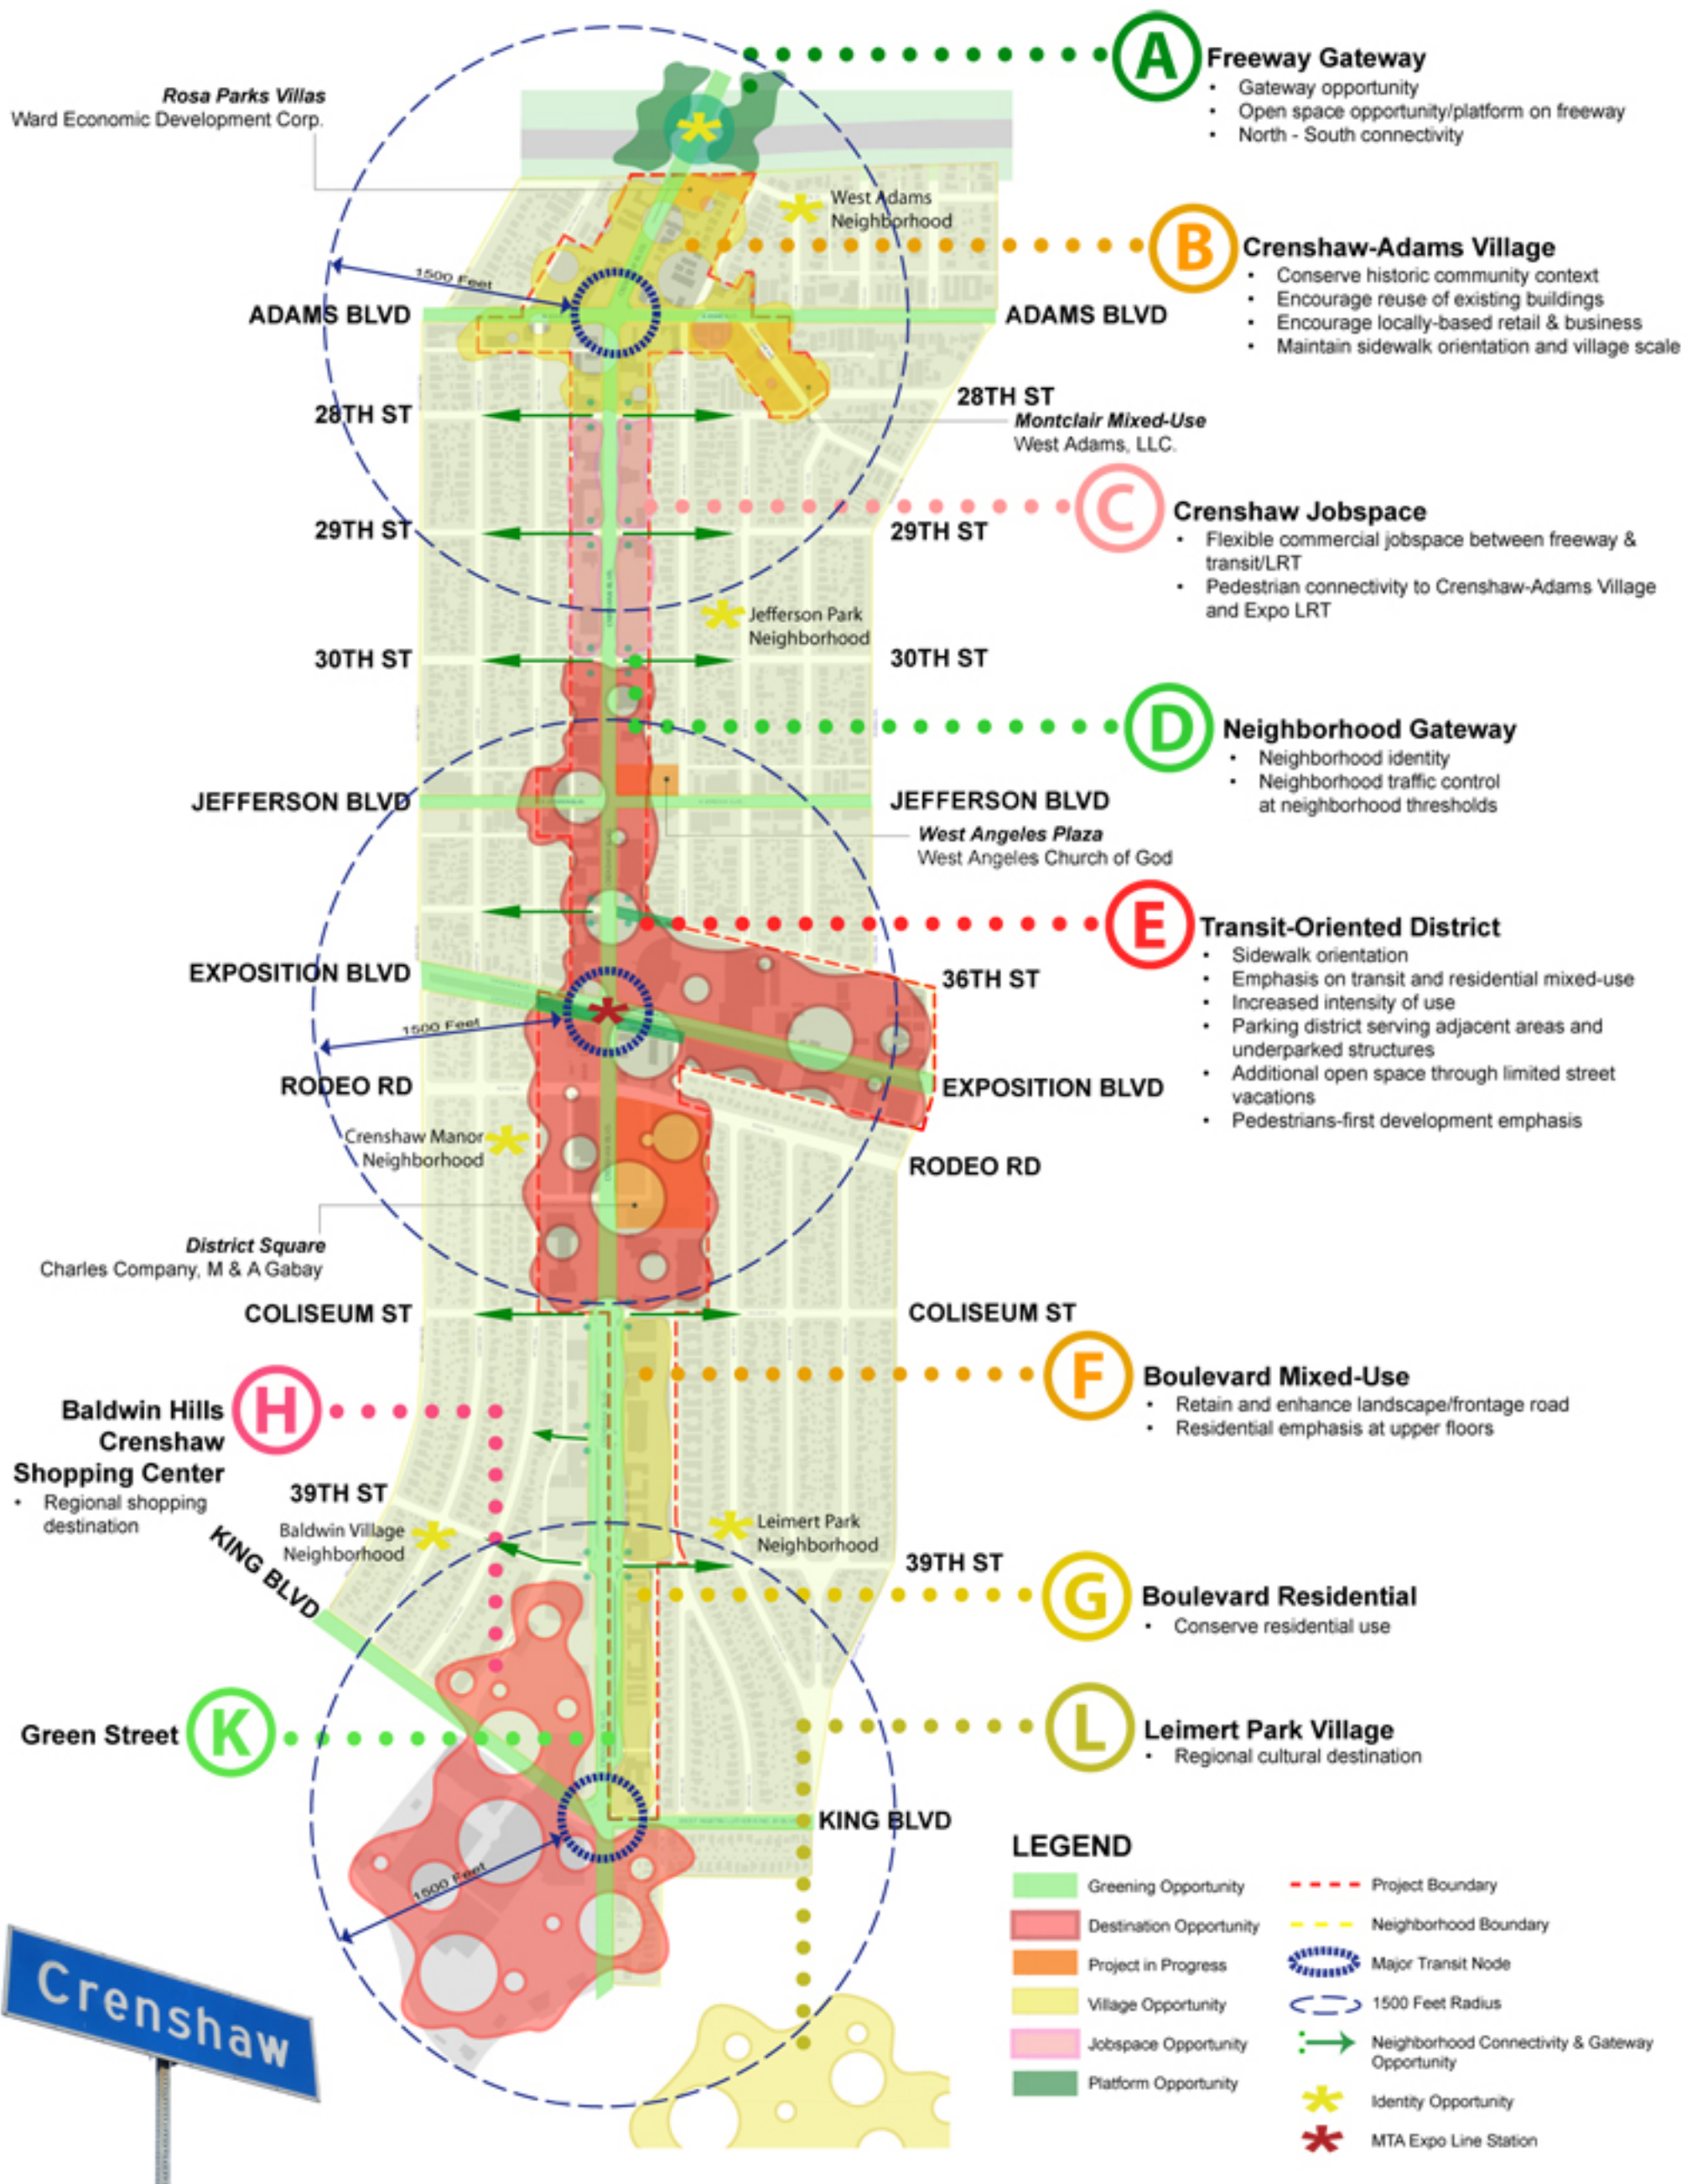 A
Freeway Gateway
• Gateway opportunity
• Open space opportunity/platform on freeway
• North - South connectivity
Rosa Parks Villas
Ward Economic Development Corp.
West Adams
Neighborhood
B
Crenshaw-Adams Village
• Conserve historic community context
• Encourage reuse of existing buildings
• Encourage locally-based retail & business
• Maintain sidewalk orientation and village scale
1500 Feet
ADAMS BLVD
ADAMS BLVD
28TH ST
28TH ST
Montclair Mixed-Use
West Adams, LLC.
C
Crenshaw Jobspace
• Flexible commercial jobspace between freeway &
transit/LRT
• Pedestrian connectivity to Crenshaw-Adams Village
and Expo LRT
29TH ST
29TH ST
Jefferson Park
Neighborhood
30TH ST
30TH ST
D
Neighborhood Gateway
• Neighborhood identity
• Neighborhood traffic control
at neighborhood thresholds
JEFFERSON BLVD
JEFFERSON BLVD
West Angeles Plaza
West Angeles Church of God
E
Transit-Oriented District
• Sidewalk orientation
• Emphasis on transit and residential mixed-use
• Increased intensity of use
• Parking district serving adjacent areas and
underparked structures
• Additional open space through limited street
vacations
• Pedestrians-first development emphasis
EXPOSITION BLVD
36TH ST
1500 Feet
RODEO RD
EXPOSITION BLVD
Crenshaw Manor
Neighborhood
RODEO RD
District Square
Charles Company, M & A Gabay
COLISEUM ST
COLISEUM ST
F
Boulevard Mixed-Use
• Retain and enhance landscape/frontage road
• Residential emphasis at upper floors
H
Baldwin Hills
Crenshaw
Shopping Center
• Regional shopping
destination
39TH ST
Baldwin Village
Neighborhood
Leimert Park
Neighborhood
KING BLVD
39TH ST
G
Boulevard Residential
• Conserve residential use
K
Green Street
L
Leimert Park Village
• Regional cultural destination
KING BLVD
1500 Feet
LEGEND
Greening Opportunity
Destination Opportunity
Project in Progress
Village Opportunity
Jobspace Opportunity
Platform Opportunity
Project Boundary
Neighborhood Boundary
Major Transit Node
1500 Feet Radius
Neighborhood Connectivity & Gateway
Opportunity
Identity Opportunity
MTA Expo Line Station
Crenshaw